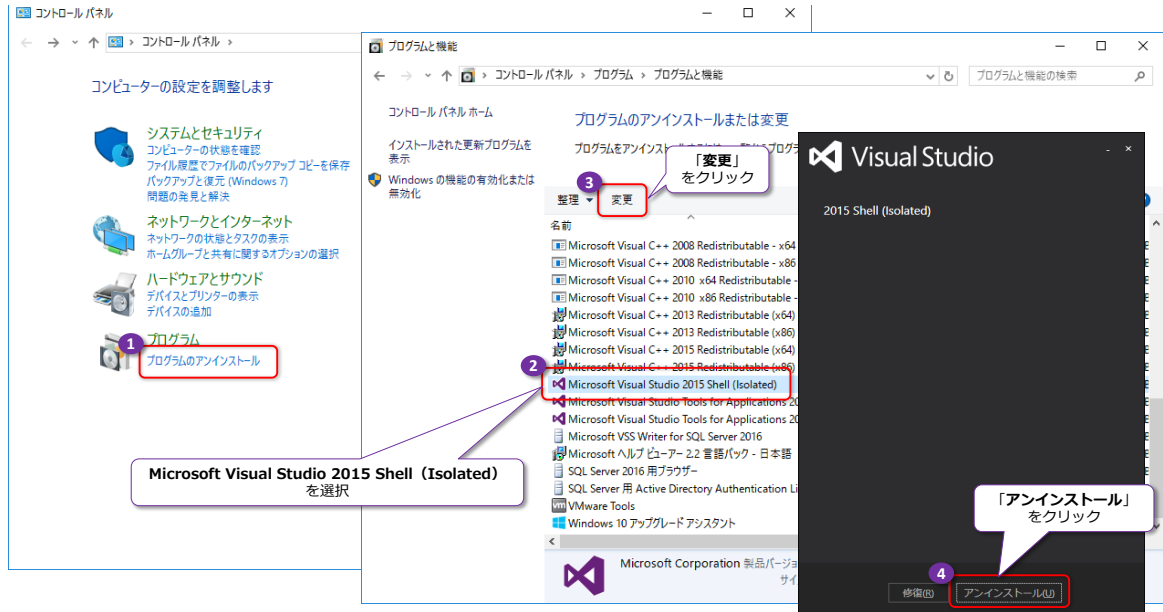 コントロール パネル
コントロール パネル
コンピューターの設定を調整します
システムとセキュリティ
コンピューターの状態を確認
ファイル履歴でファイルのバックアップ コピーを保存
バックアップと復元 (Windows 7)
問題の発見と解決
ネットワークとインターネット
ネットワークの状態とタスクの表示
ホームグループと共有に関するオプションの選択
ハードウェアとサウンド
デバイスとプリンターの表示
デバイスの追加
1
プログラム
プログラムのアンインストール
プログラムと機能
コントロール パネル › プログラム › プログラムと機能
プログラムと機能の検索
コントロール パネル ホーム
インストールされた更新プログラムを
表示
Windows の機能の有効化または
無効化
プログラムのアンインストールまたは変更
プログラムをアンインスト
プログラ
「変更」
をクリック
3
整理
変更
名前
Microsoft Visual C++ 2008 Redistributable - x64
Microsoft Visual C++ 2008 Redistributable - x86
Microsoft Visual C++ 2010 x64 Redistributable -
Microsoft Visual C++ 2010 x86 Redistributable -
Microsoft Visual C++ 2013 Redistributable (x64)
Microsoft Visual C++ 2013 Redistributable (x86)
Microsoft Visual C++ 2015 Redistributable (x64)
Microsoft Visual C++ 2015 Redistributable (x86)
2
Microsoft Visual Studio 2015 Shell (Isolated)
Microsoft Visual Studio Tools for Applications 20
Microsoft Visual Studio Tools for Applications 20
Microsoft VSS Writer for SQL Server 2016
Microsoft ヘルプ ビューアー 2.2 言語パック - 日本語
SQL Server 2016 用ブラウザー
SQL Server 用 Active Directory Authentication Li
VMware Tools
Windows 10 アップグレード アシスタント
Microsoft Corporation 製品バージョ
サイ
Microsoft Visual Studio 2015 Shell（Isolated）
を選択
Visual Studio
2015 Shell (Isolated)
「アンインストール」
をクリック
4
修復(R)
アンインストール(U)